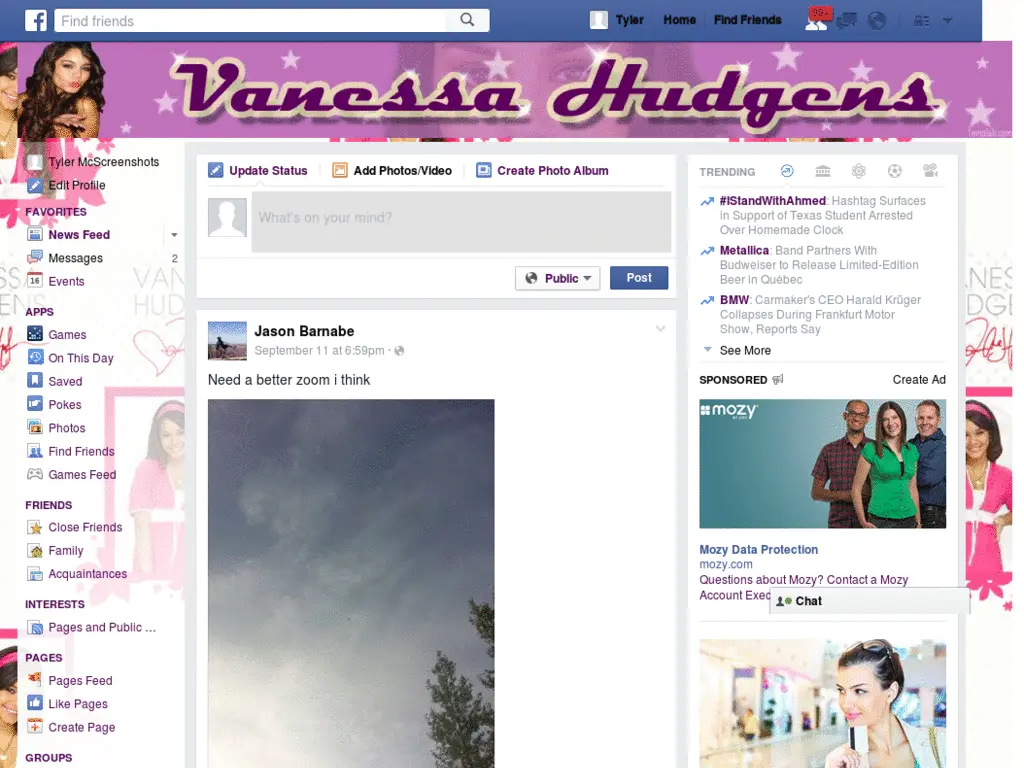 Find friends
Tyler
Home
Find Friends
Vanessa Hudgens
Tyler McScreenshots
Edit Profile
FAVORITES
News Feed
Messages 2
Events
APPS
Games
On This Day
Saved
Pokes
Photos
Find Friends
Games Feed
FRIENDS
Close Friends
Family
Acquaintances
INTERESTS
Pages and Public ...
PAGES
Pages Feed
Like Pages
Create Page
GROUPS
Update Status
Add Photos/Video
Create Photo Album
What's on your mind?
Public
Post
Jason Barnabe
September 11 at 6:59pm ·
Need a better zoom i think
TRENDING
#IStandWithAhmed: Hashtag Surfaces
in Support of Texas Student Arrested
Over Homemade Clock
Metallica: Band Partners With
Budweiser to Release Limited-Edition
Beer in Québec
BMW: Carmaker's CEO Harald Krüger
Collapses During Frankfurt Motor
Show, Reports Say
See More
SPONSORED
Create Ad
mozy
Mozy Data Protection
mozy.com
Questions about Mozy? Contact a Mozy
Account Exec
Chat